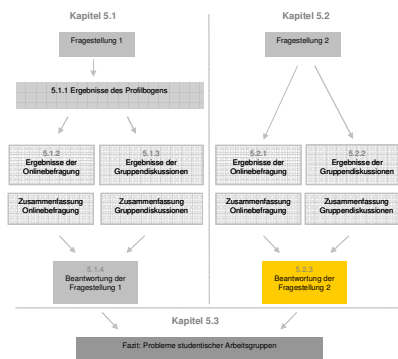 Kapitel 5.1
Kapitel 5.2
Fragestellung 1
Fragestellung 2
5.1.1 Ergebnisse des Profilbogens
5.1.2
Ergebnisse der
Onlinebefragung
5.1.3
Ergebnisse der
Gruppendiskussionen
5.2.1
Ergebnisse der
Onlinebefragung
5.2.2
Ergebnisse der
Gruppendiskussionen
Zusammenfassung
Onlinebefragung
Zusammenfassung
Gruppendiskussionen
Zusammenfassung
Onlinebefragung
Zusammenfassung
Gruppendiskussionen
5.1.4
Beantwortung der
Fragestellung 1
5.2.3
Beantwortung der
Fragestellung 2
Kapitel 5.3
Fazit: Probleme studentischer Arbeitsgruppen